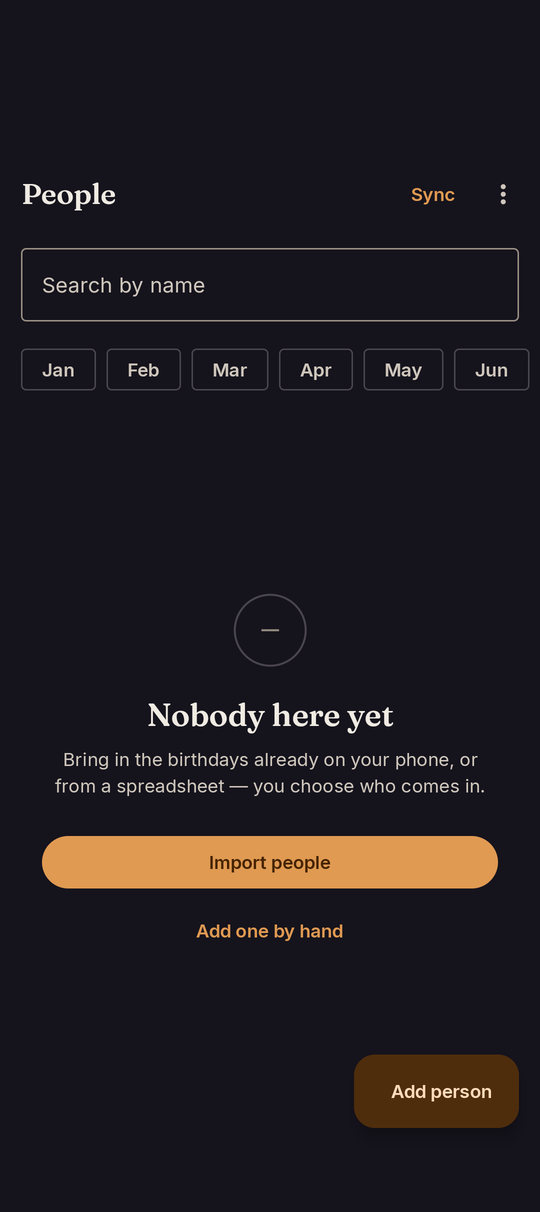 People
Sync
Search by name
Jan
Feb
Mar
Apr
May
Jun
Nobody here yet
Bring in the birthdays already on your phone, or
from a spreadsheet — you choose who comes in.
Import people
Add one by hand
Add person